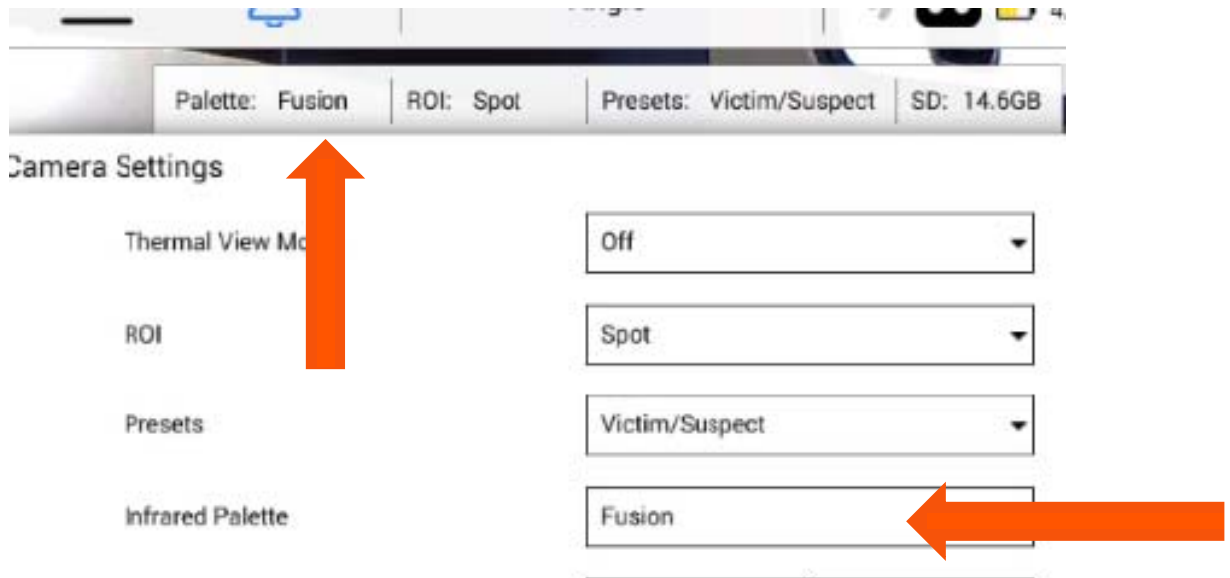 Palette: Fusion ROI: Spot Presets: Victim/Suspect SD: 14.6GB
Camera Settings
Thermal View Mo
Off
ROI
Spot
Presets
Victim/Suspect
Infrared Palette
Fusion